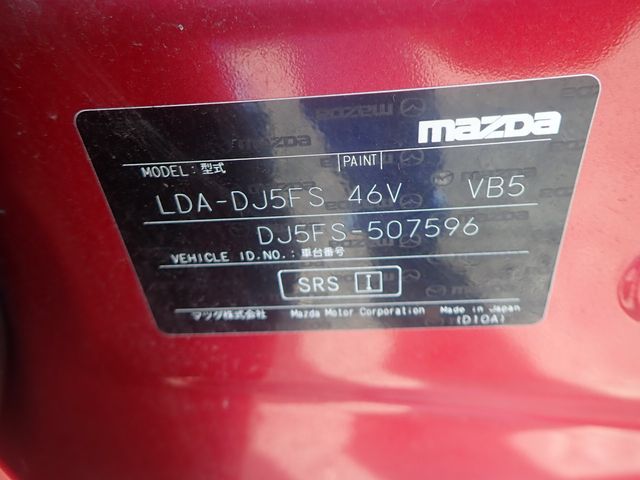 mazda
MODEL: 型式 PAINT
LDA-DJ5FS 46V VB5
DJ5FS-507596
VEHICLE ID.NO.: 車台番号
SRS I
マツダ株式会社 Mazda Motor Corporation Made in Japan
(D10A)